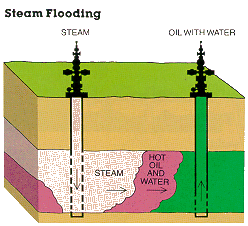 Steam Flooding
STEAM
OIL WITH WATER
STEAM
HOT
OIL
AND
WATER